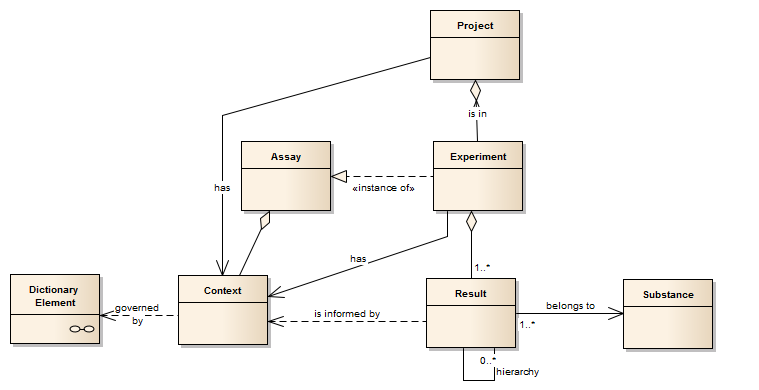 Project
is in
Assay
Experiment
«instance of»
has
has
1..*
Dictionary
Element
Context
Result
Substance
governed
by
is informed by
belongs to
1..*
0..*
hierarchy